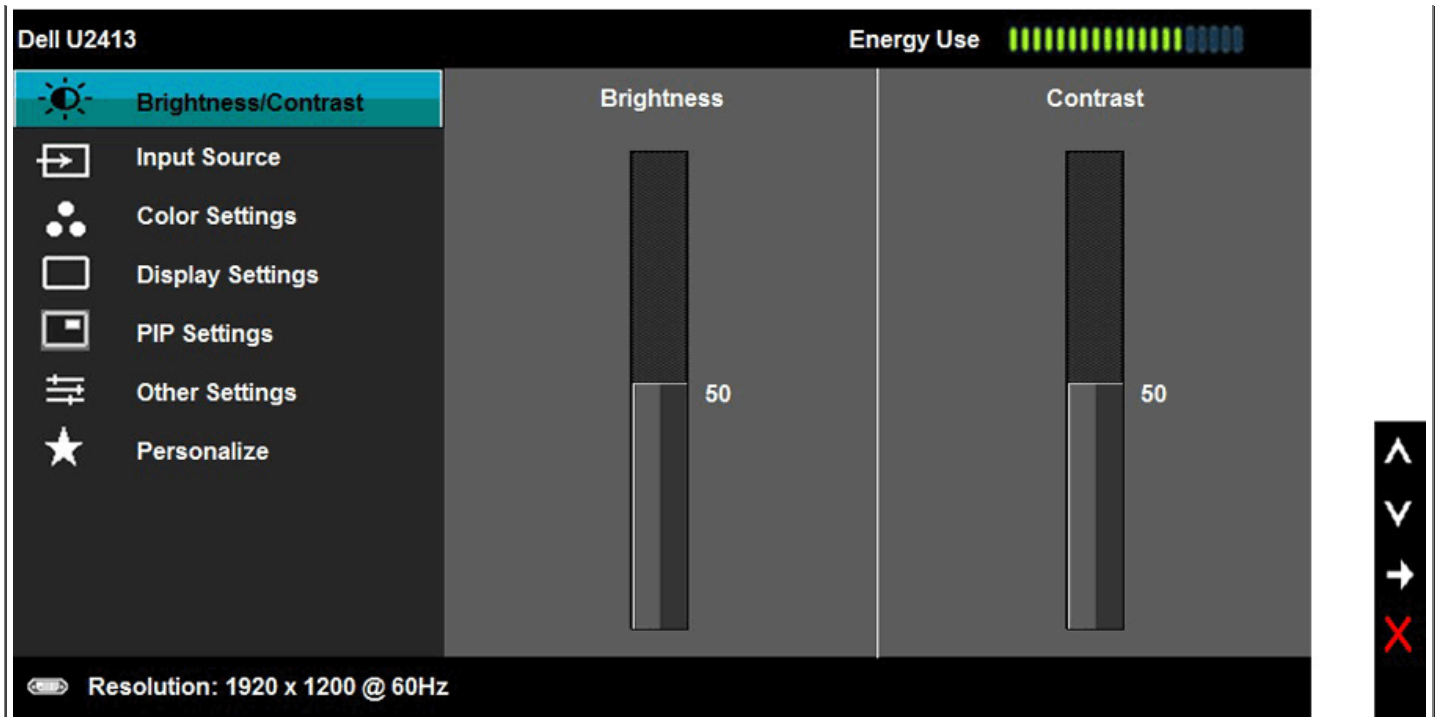 Dell U2413
Energy Use
Brightness/Contrast
Input Source
Color Settings
Display Settings
PIP Settings
Other Settings
Personalize
Brightness
50
Contrast
50
Resolution: 1920 x 1200 @ 60Hz